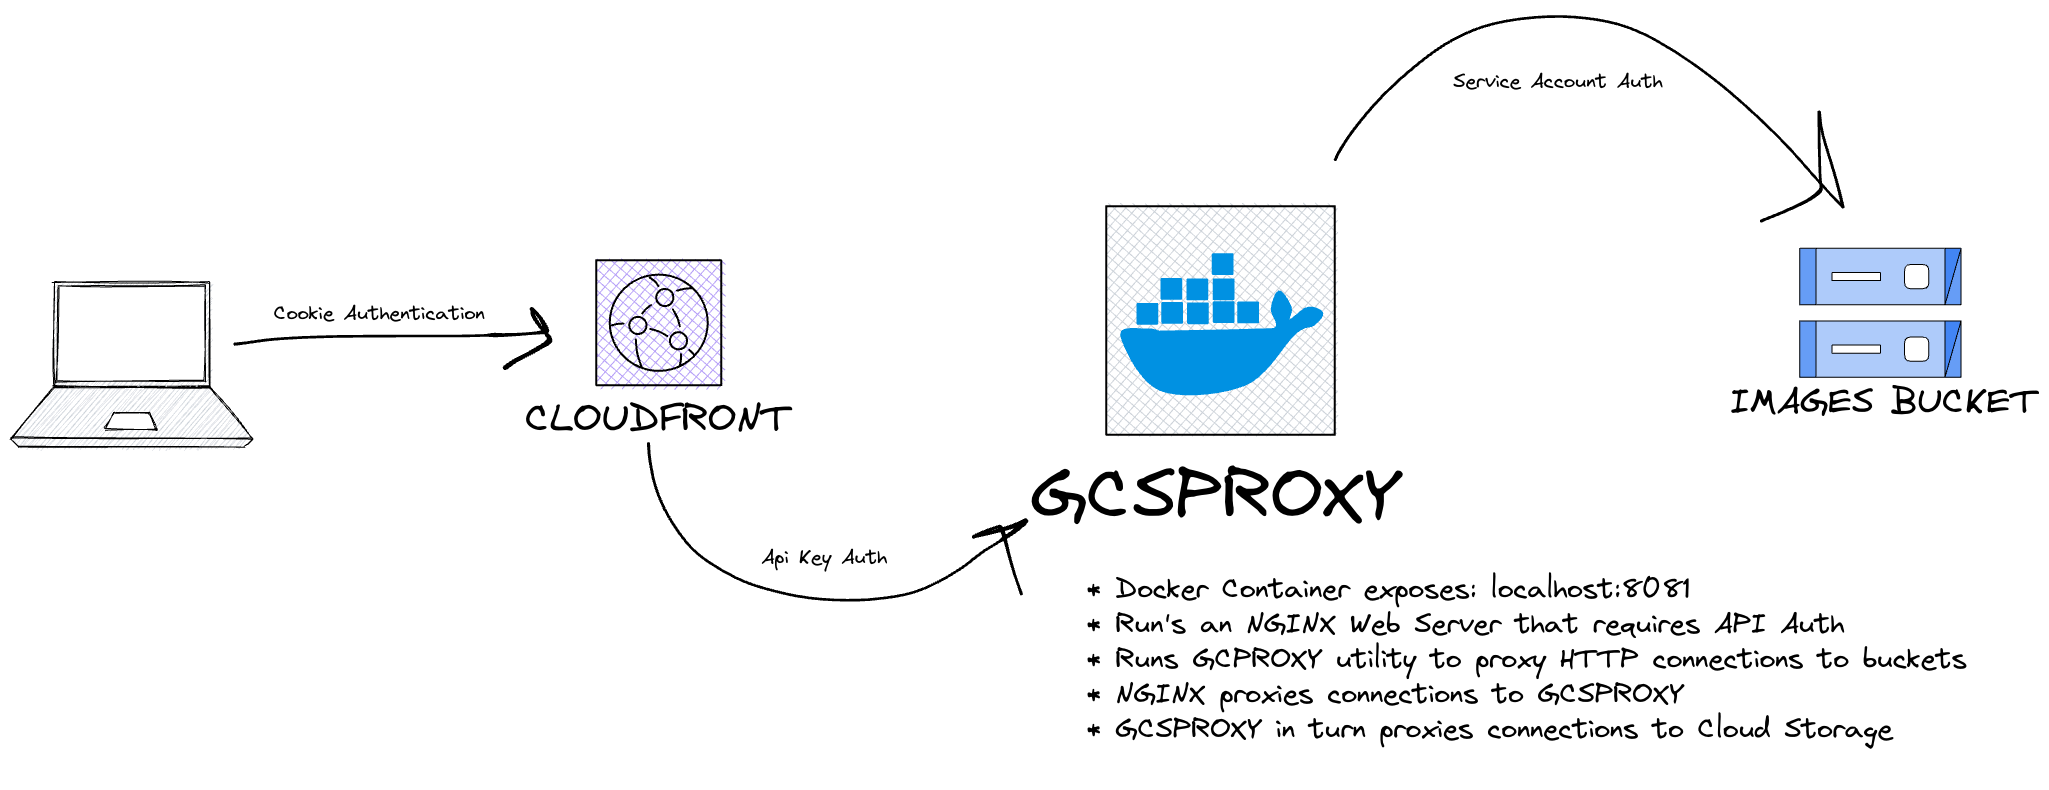 Service Account Auth
Cookie Authentication
CLOUDFRONT
IMAGES BUCKET
GCSPROXY
Api Key Auth
* Docker Container exposes: localhost:8081
* Run's an NGINX Web Server that requires API Auth
* Runs GCPROXY utility to proxy HTTP connections to buckets
* NGINX proxies connections to GCSPROXY
* GCSPROXY in turn proxies connections to Cloud Storage